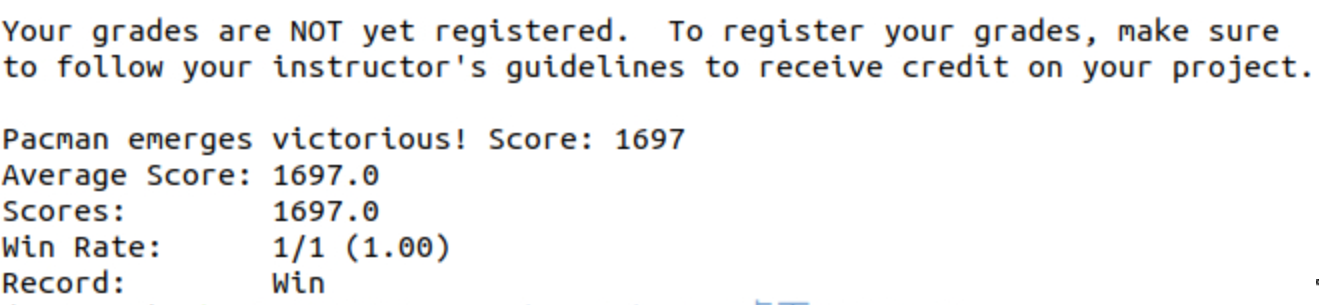 Your grades are NOT yet registered.  To register your grades, make sure
to follow your instructor's guidelines to receive credit on your project.

Pacman emerges victorious! Score: 1697
Average Score: 1697.0
Scores:        1697.0
Win Rate:      1/1 (1.00)
Record:        Win